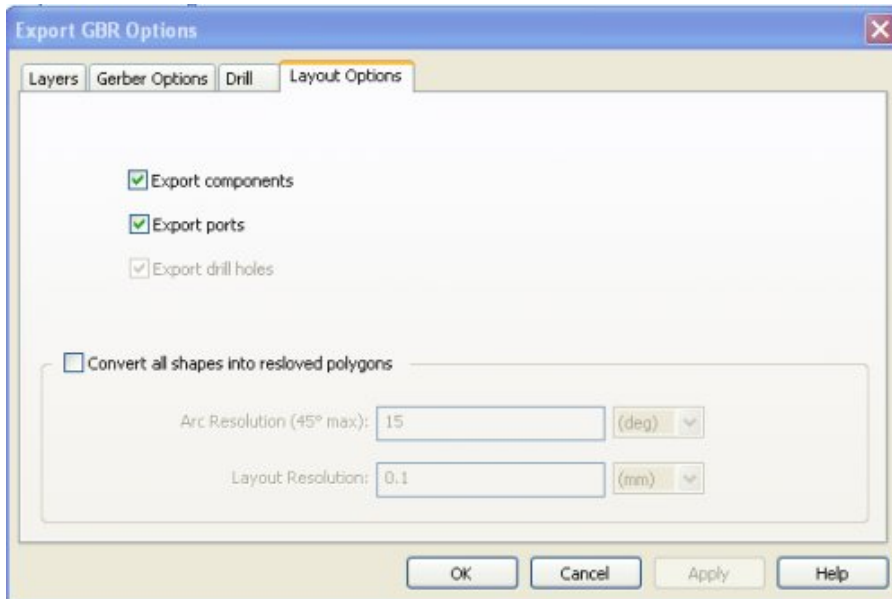 Export GBR Options
Layers Gerber Options Drill Layout Options
Export components
Export ports
Export drill holes
Convert all shapes into resloved polygons
Arc Resolution (45° max): 15 (deg)
Layout Resolution: 0.1 (mm)
OK Cancel Apply Help